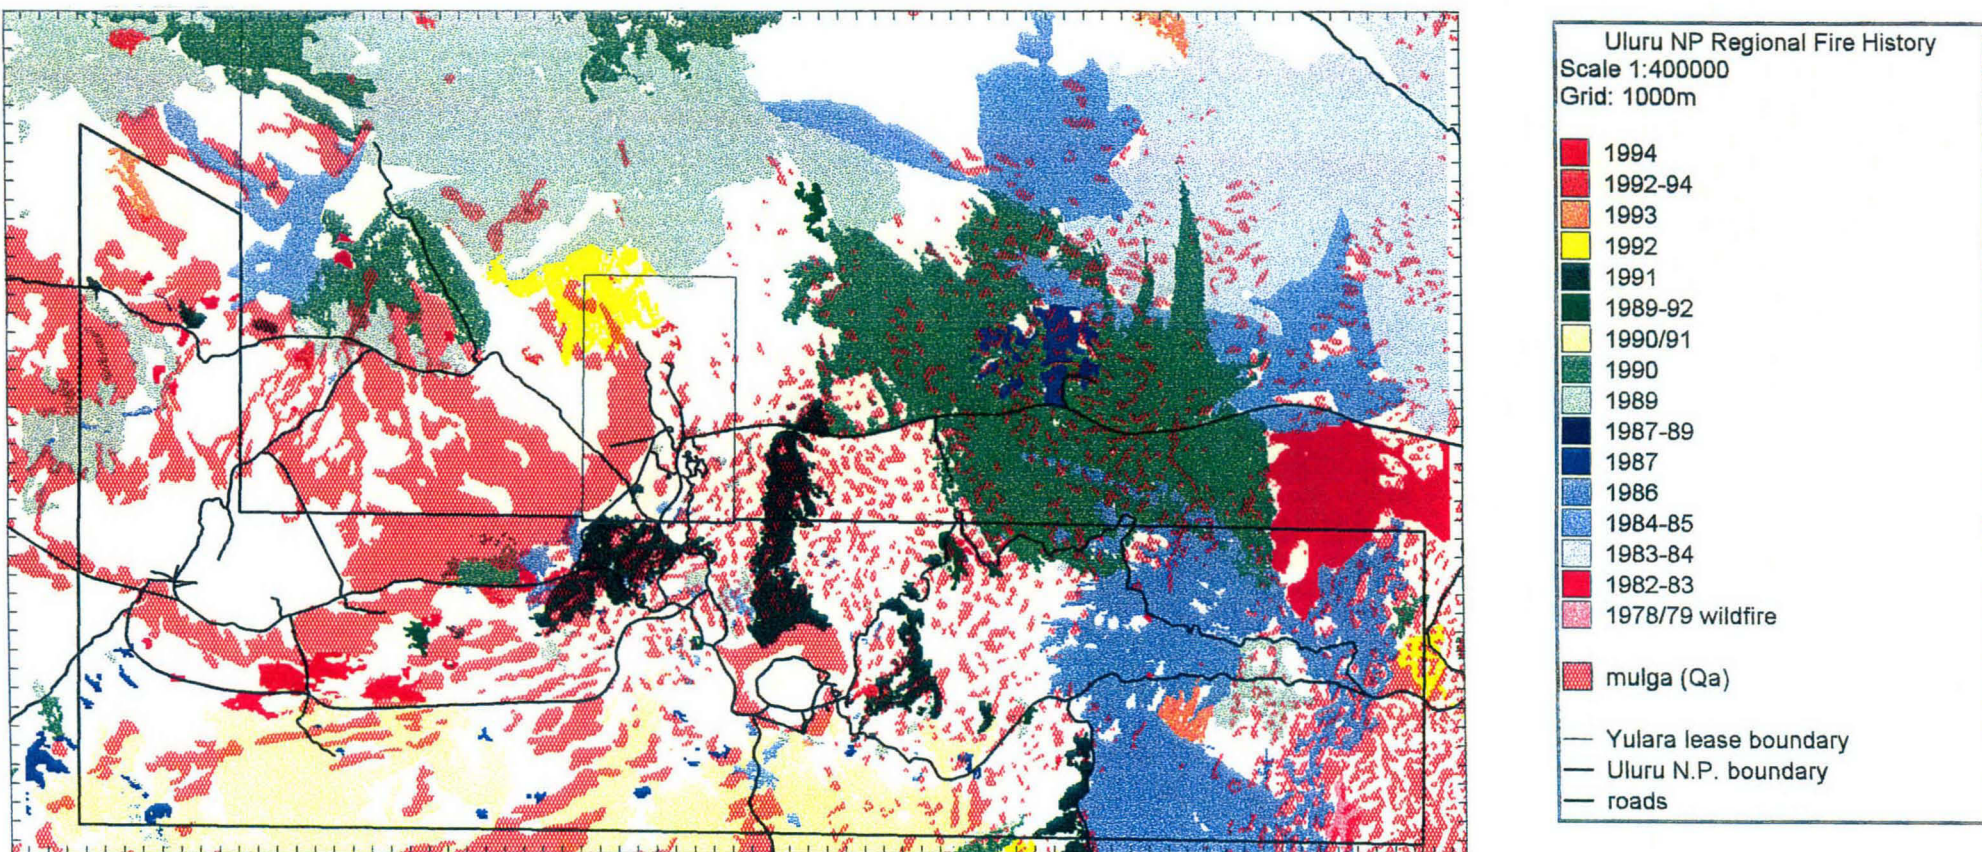 Uluru NP Regional Fire History
Scale 1:400000
Grid: 1000m
1994
1992-94
1993
1992
1991
1989-92
1990/91
1990
1989
1987-89
1987
1986
1984-85
1983-84
1982-83
1978/79 wildfire
mulga (Qa)
Yulara lease boundary
Uluru N.P. boundary
roads